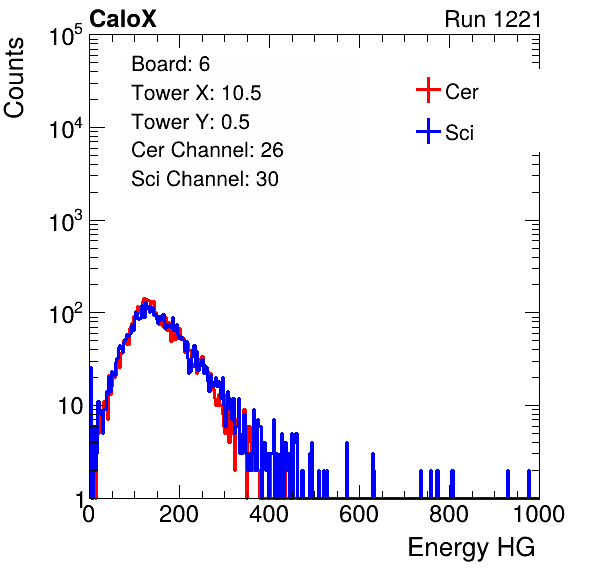 CaloX Run 1221
Counts
10^5
10^4
10^3
10^2
10
1
Board: 6
Tower X: 10.5
Tower Y: 0.5
Cer Channel: 26
Sci Channel: 30
Cer
Sci
0 200 400 600 800 1000
Energy HG